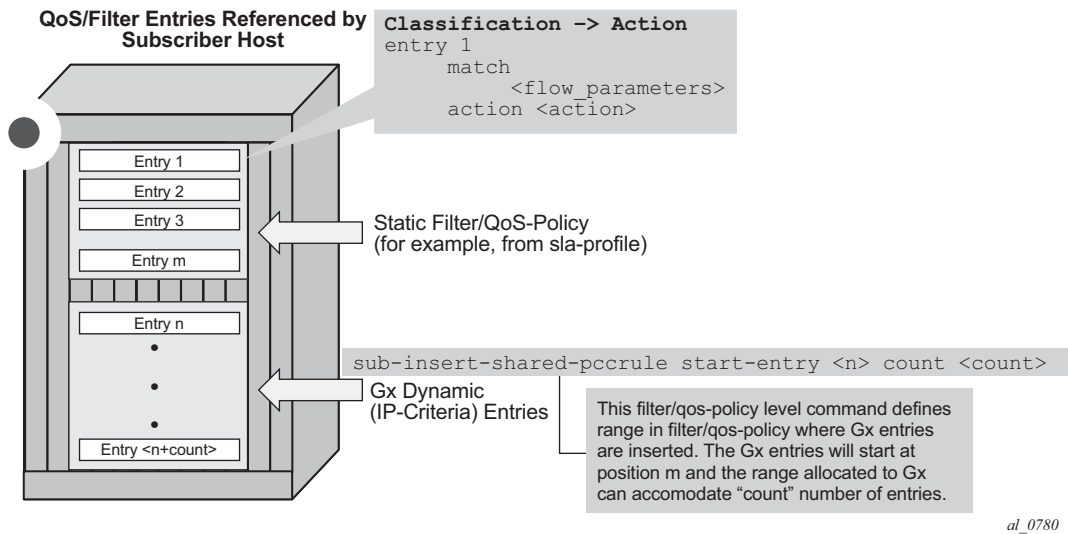 QoS/Filter Entries Referenced by
Subscriber Host
Classification –> Action
entry 1
match
<flow_parameters>
action <action>
Entry 1
Entry 2
Entry 3
Entry m
Static Filter/QoS-Policy
(for example, from sla-profile)
Entry n
sub-insert-shared-pccrule start-entry <n> count <count>
Gx Dynamic
(IP-Criteria) Entries
Entry <n+count>
This filter/qos-policy level command defines
range in filter/qos-policy where Gx entries
are inserted. The Gx entries will start at
position m and the range allocated to Gx
can accomodate “count” number of entries.
al_0780